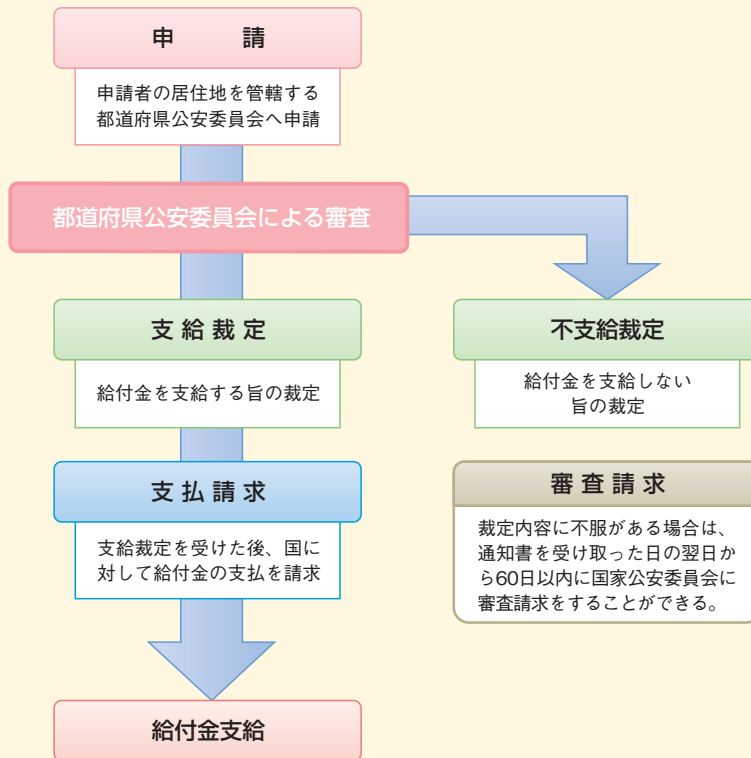 申請
申請者の居住地を管轄する
都道府県公安委員会へ申請
都道府県公安委員会による審査
支給裁定
給付金を支給する旨の裁定
不支給裁定
給付金を支給しない
旨の裁定
支払請求
支給裁定を受けた後、国に
対して給付金の支払を請求
審査請求
裁定内容に不服がある場合は、
通知書を受け取った日の翌日か
ら60日以内に国家公安委員会に
審査請求をすることができる。
給付金支給